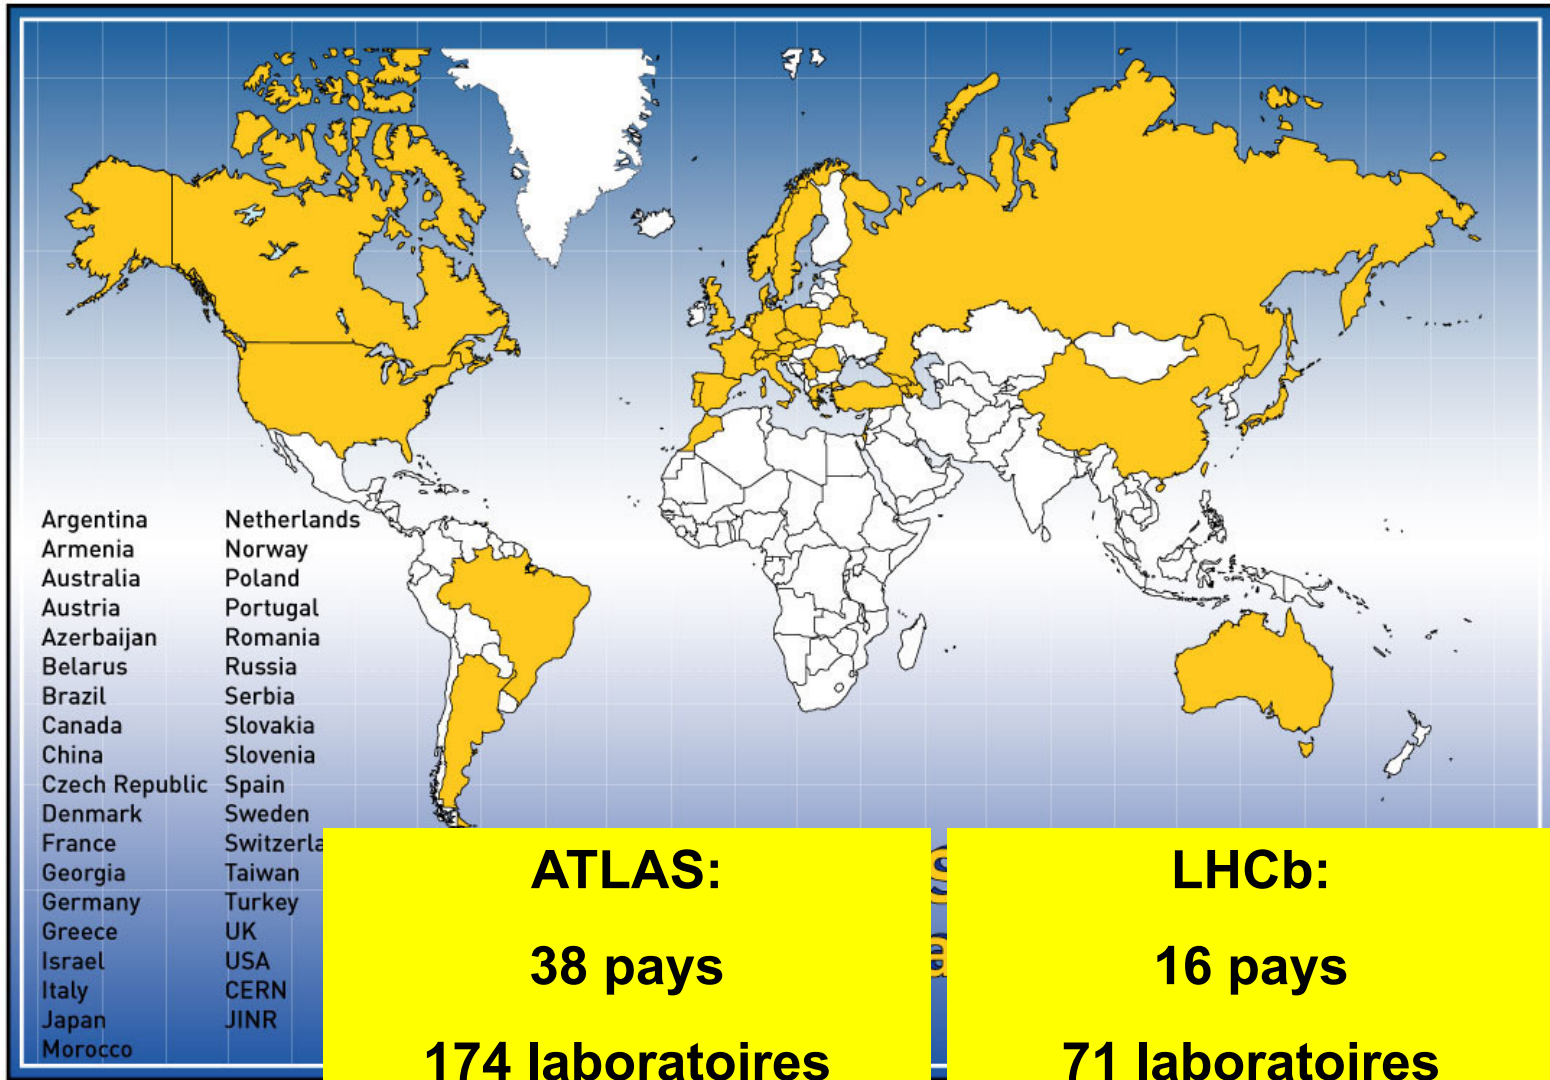 Argentina
Armenia
Australia
Austria
Azerbaijan
Belarus
Brazil
Canada
China
Czech Republic
Denmark
France
Georgia
Germany
Greece
Israel
Italy
Japan
Morocco
Netherlands
Norway
Poland
Portugal
Romania
Russia
Serbia
Slovakia
Slovenia
Spain
Sweden
Switzerla
Taiwan
Turkey
UK
USA
CERN
JINR
ATLAS:
38 pays
174 laboratoires
LHCb:
16 pays
71 laboratoires